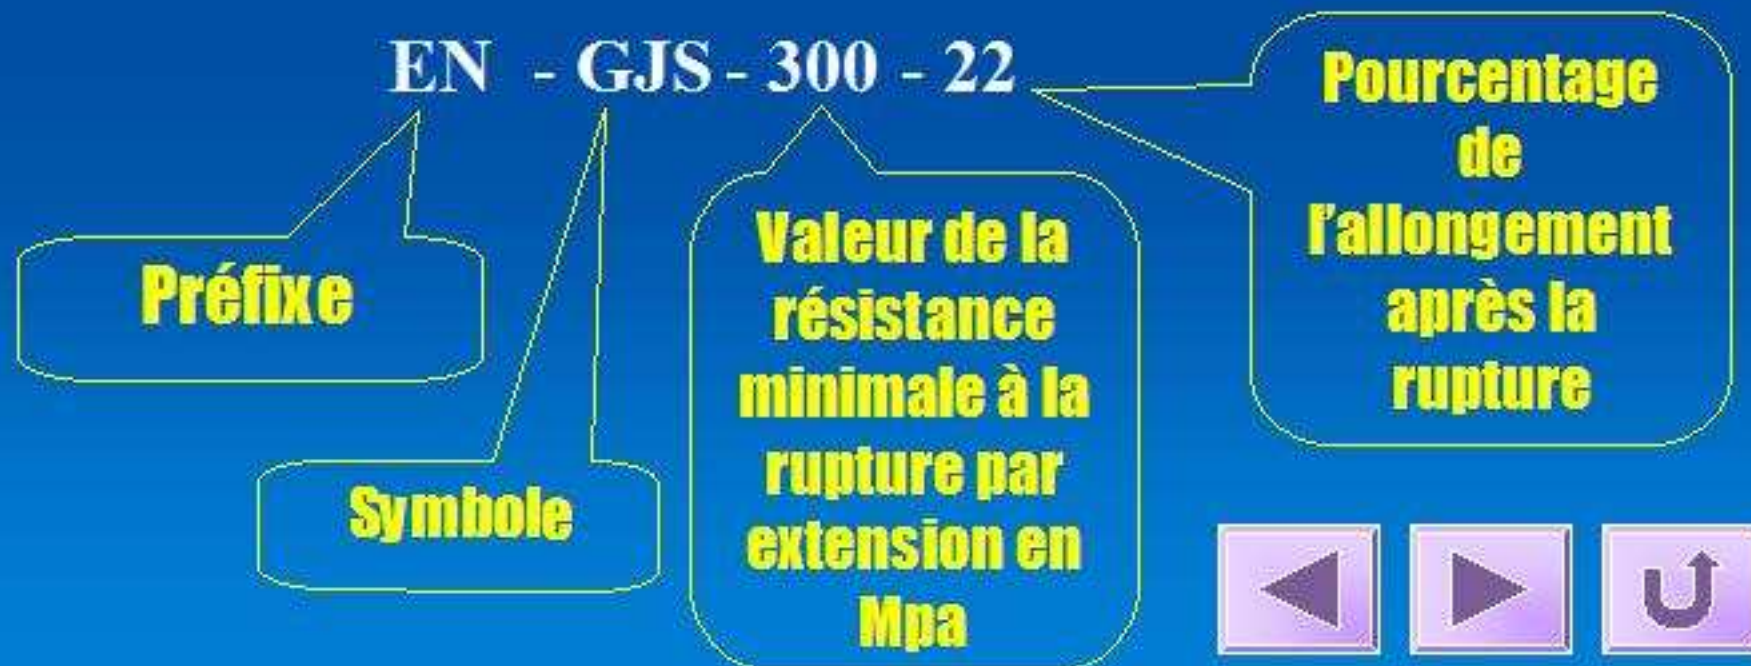 EN - GJS - 300 - 22
Préfixe
Symbole
Valeur de la
résistance
minimale à la
rupture par
extension en
Mpa
Pourcentage
de
l'allongement
après la
rupture